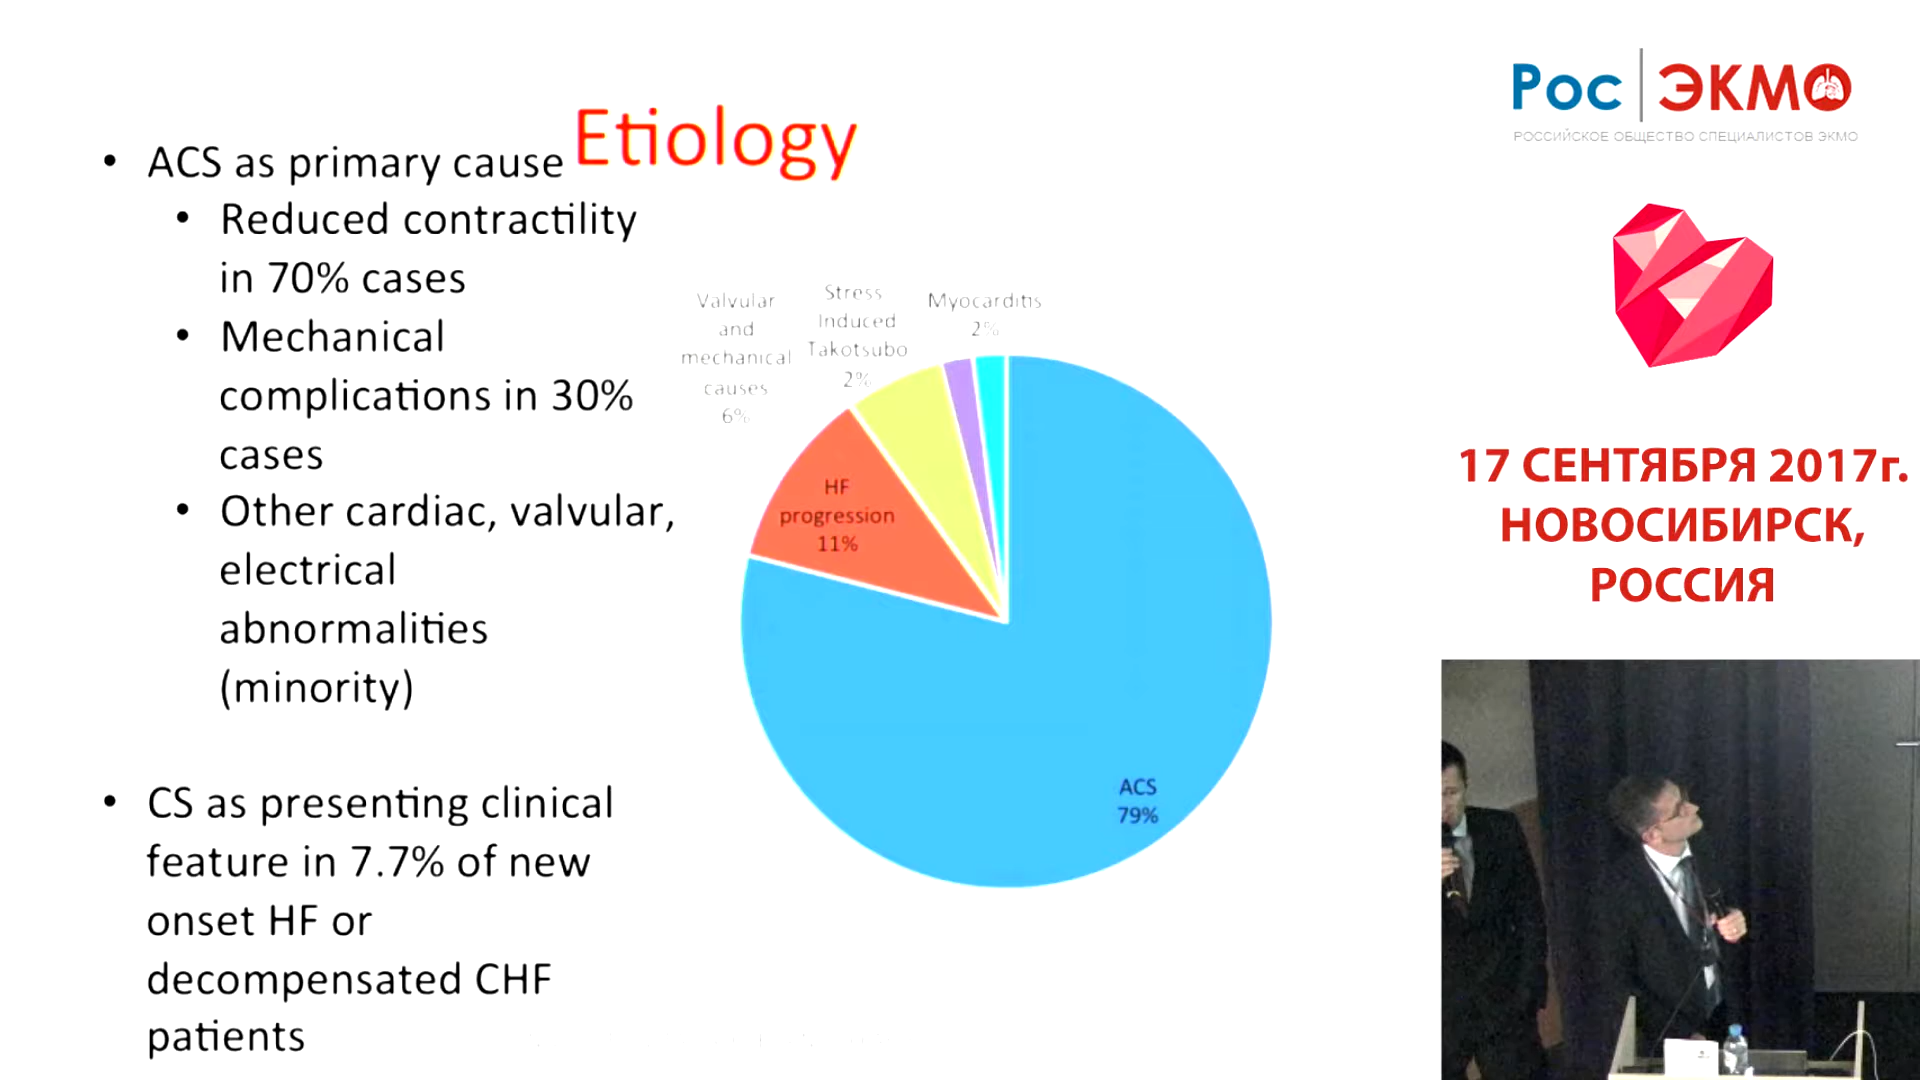 Etiology
• ACS as primary cause
• Reduced contractility
in 70% cases
• Mechanical
complications in 30%
cases
• Other cardiac, valvular,
electrical
abnormalities
(minority)
• CS as presenting clinical
feature in 7.7% of new
onset HF or
decompensated CHF
patients
Valvular
and
mechanical
causes
6%
Stress
Induced
Takotsubo
2%
Myocarditis
2%
HF
progression
11%
ACS
79%
Рос ЭКМО
РОССИЙСКОЕ ОБЩЕСТВО СПЕЦИАЛИСТОВ ЭКМО
17 СЕНТЯБРЯ 2017г.
НОВОСИБИРСК,
РОССИЯ